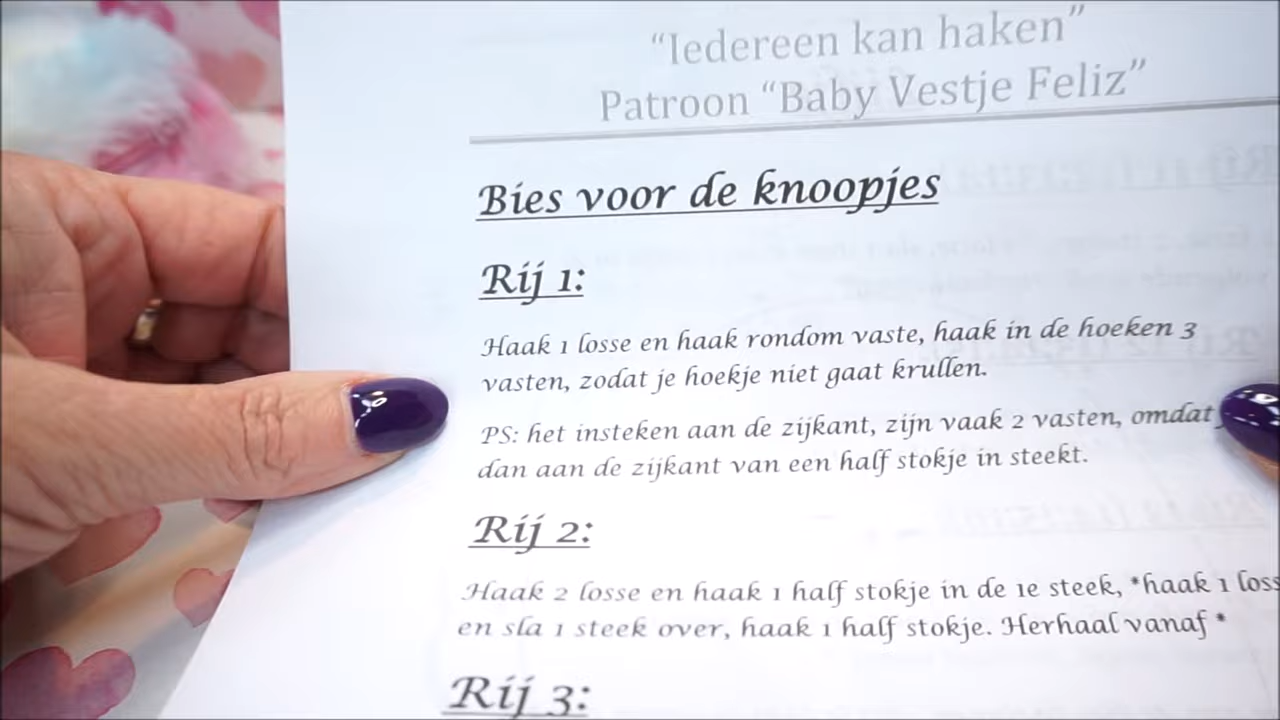 “Iedereen kan haken”
Patroon “Baby Vestje Feliz”
Bies voor de knoopjes
Rij 1:
Haak 1 losse en haak rondom vaste, haak in de hoeken 3
vasten, zodat je hoekje niet gaat krullen.
PS: het insteken aan de zijkant, zijn vaak 2 vasten, omdat
dan aan de zijkant van een half stokje in steekt.
Rij 2:
Haak 2 losse en haak 1 half stokje in de 1e steek, *haak 1 loss
en sla 1 steek over, haak 1 half stokje. Herhaal vanaf *
Rij 3: